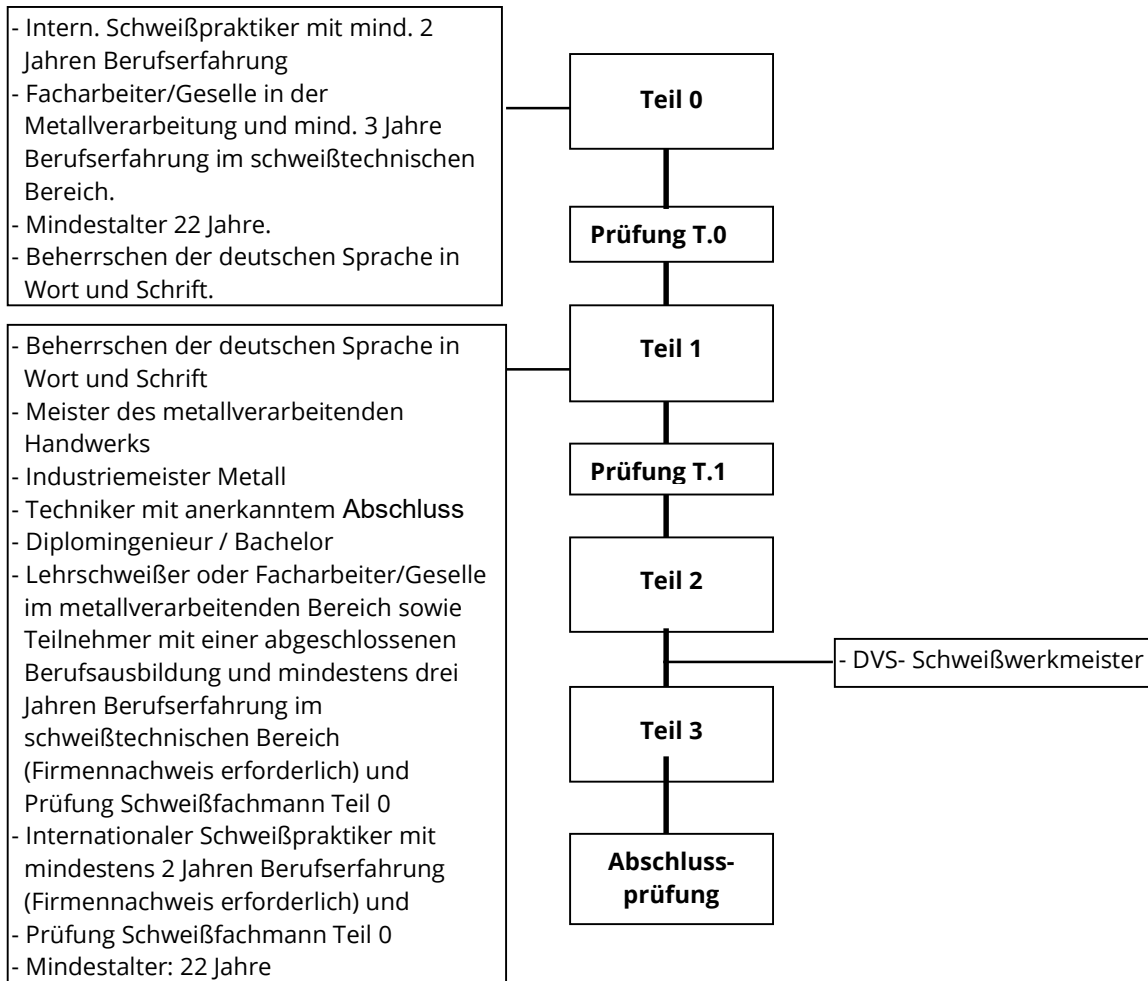 - Intern. Schweißpraktiker mit mind. 2
Jahren Berufserfahrung
- Facharbeiter/Geselle in der
Metallverarbeitung und mind. 3 Jahre
Berufserfahrung im schweißtechnischen
Bereich.
- Mindestalter 22 Jahre.
- Beherrschen der deutschen Sprache in
Wort und Schrift.
Teil 0
Prüfung T.0
- Beherrschen der deutschen Sprache in
Wort und Schrift
- Meister des metallverarbeitenden
Handwerks
- Industriemeister Metall
- Techniker mit anerkanntem Abschluss
- Diplomingenieur / Bachelor
- Lehrschweißer oder Facharbeiter/Geselle
im metallverarbeitenden Bereich sowie
Teilnehmer mit einer abgeschlossenen
Berufsausbildung und mindestens drei
Jahren Berufserfahrung im
schweißtechnischen Bereich
(Firmennachweis erforderlich) und
Prüfung Schweißfachmann Teil 0
- Internationaler Schweißpraktiker mit
mindestens 2 Jahren Berufserfahrung
(Firmennachweis erforderlich) und
- Prüfung Schweißfachmann Teil 0
- Mindestalter: 22 Jahre
Teil 1
Prüfung T.1
Teil 2
- DVS- Schweißwerkmeister
Teil 3
Abschluss-
prüfung